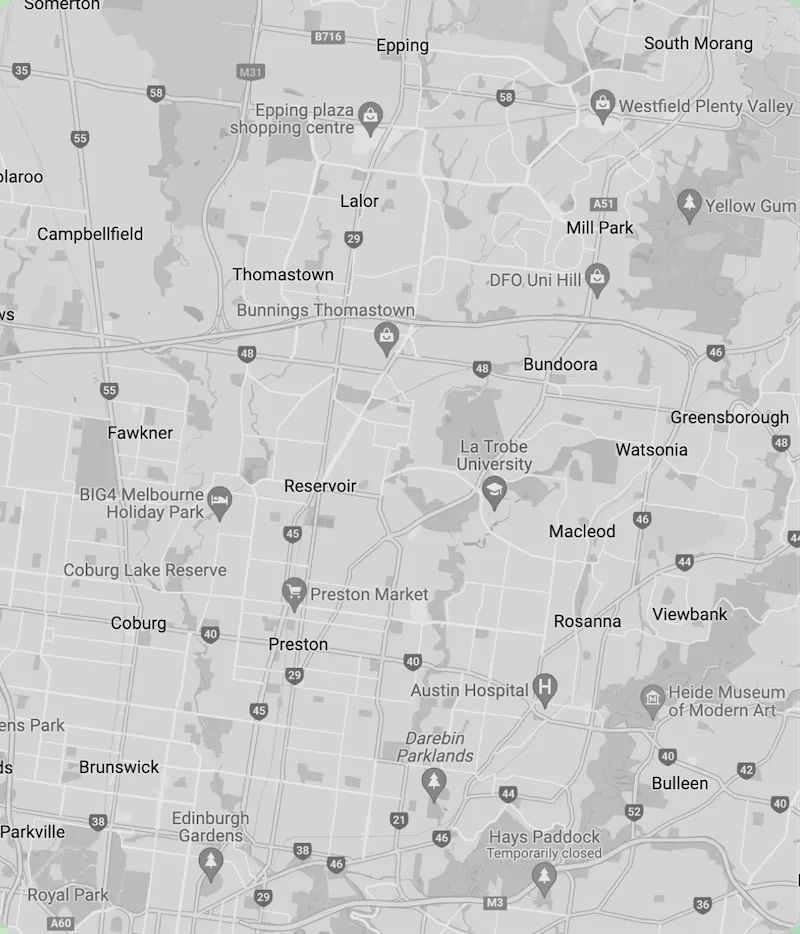 Somerton
B716
Epping
South Morang
35
M31
58
58
Epping plaza
shopping centre
Westfield Plenty Valley
55
olaroo
Lalor
A51
Yellow Gum
Campbellfield
29
Mill Park
Thomastown
DFO Uni Hill
Bunnings Thomastown
ws
48
46
48
Bundoora
55
Greensborough
Fawkner
48
La Trobe
University
Watsonia
Reservoir
BIG4 Melbourne
Holiday Park
46
45
Macleod
44
44
Coburg Lake Reserve
Preston Market
Coburg
Rosanna
Viewbank
40
Preston
40
29
Austin Hospital
H
Heide Museum
of Modern Art
45
ens Park
Darebin
Parklands
40
ds
Brunswick
42
Bulleen
44
40
Parkville
38
Edinburgh
Gardens
21
52
46
Hays Paddock
Temporarily closed
38
46
Royal Park
29
M3
36
A60